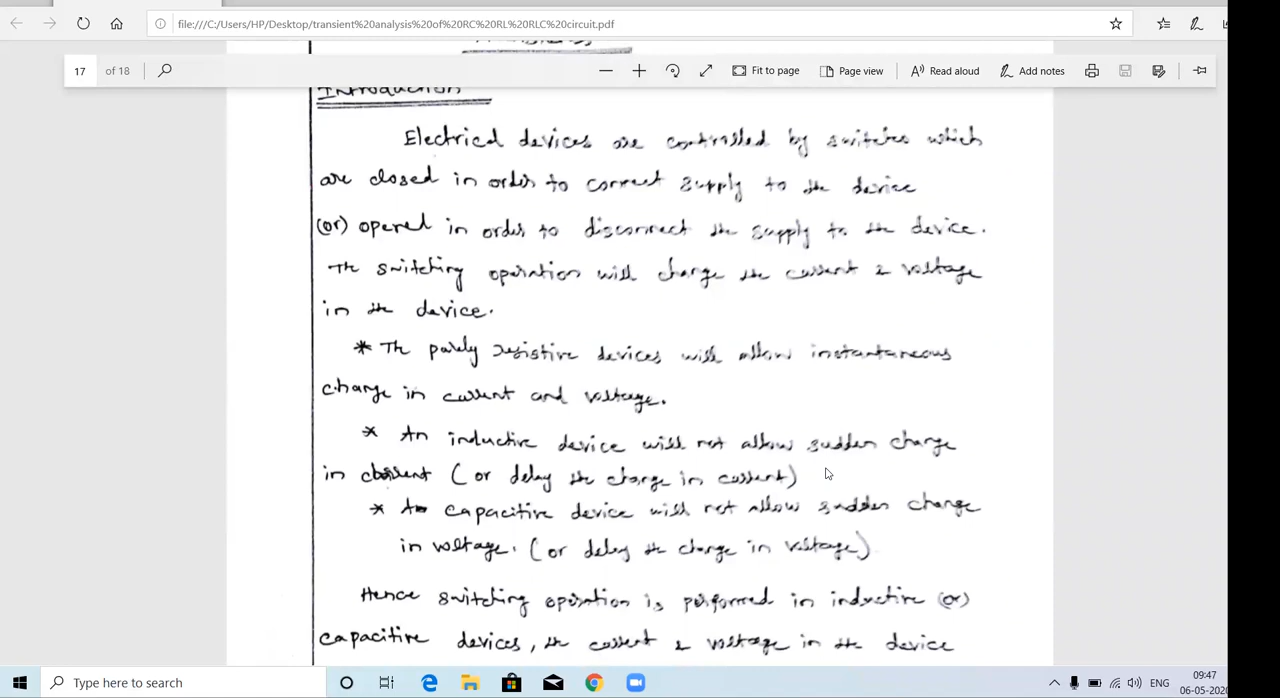 file:///C:/Users/HP/Desktop/transient%20analysis%20of%20RC%20RL%20RLC%20circuit.pdf
17 of 18 Fit to page Page view Read aloud Add notes
Introduction
Electrical devices are controlled by switches which
are closed in order to connect supply to the device
(or) opened in order to disconnect the supply to the device.
The switching operation will change the current & voltage
in the device.
* The purely resistive devices will allow instantaneous
change in current and voltage.
* An inductive device will not allow sudden change
in current (or delay the change in current)
* A capacitive device will not allow sudden change
in voltage. (or delay the change in voltage)
Hence switching operation is performed in inductive (or)
capacitive devices, the current & voltage in the device
Type here to search
ENG
09:47
06-05-2020